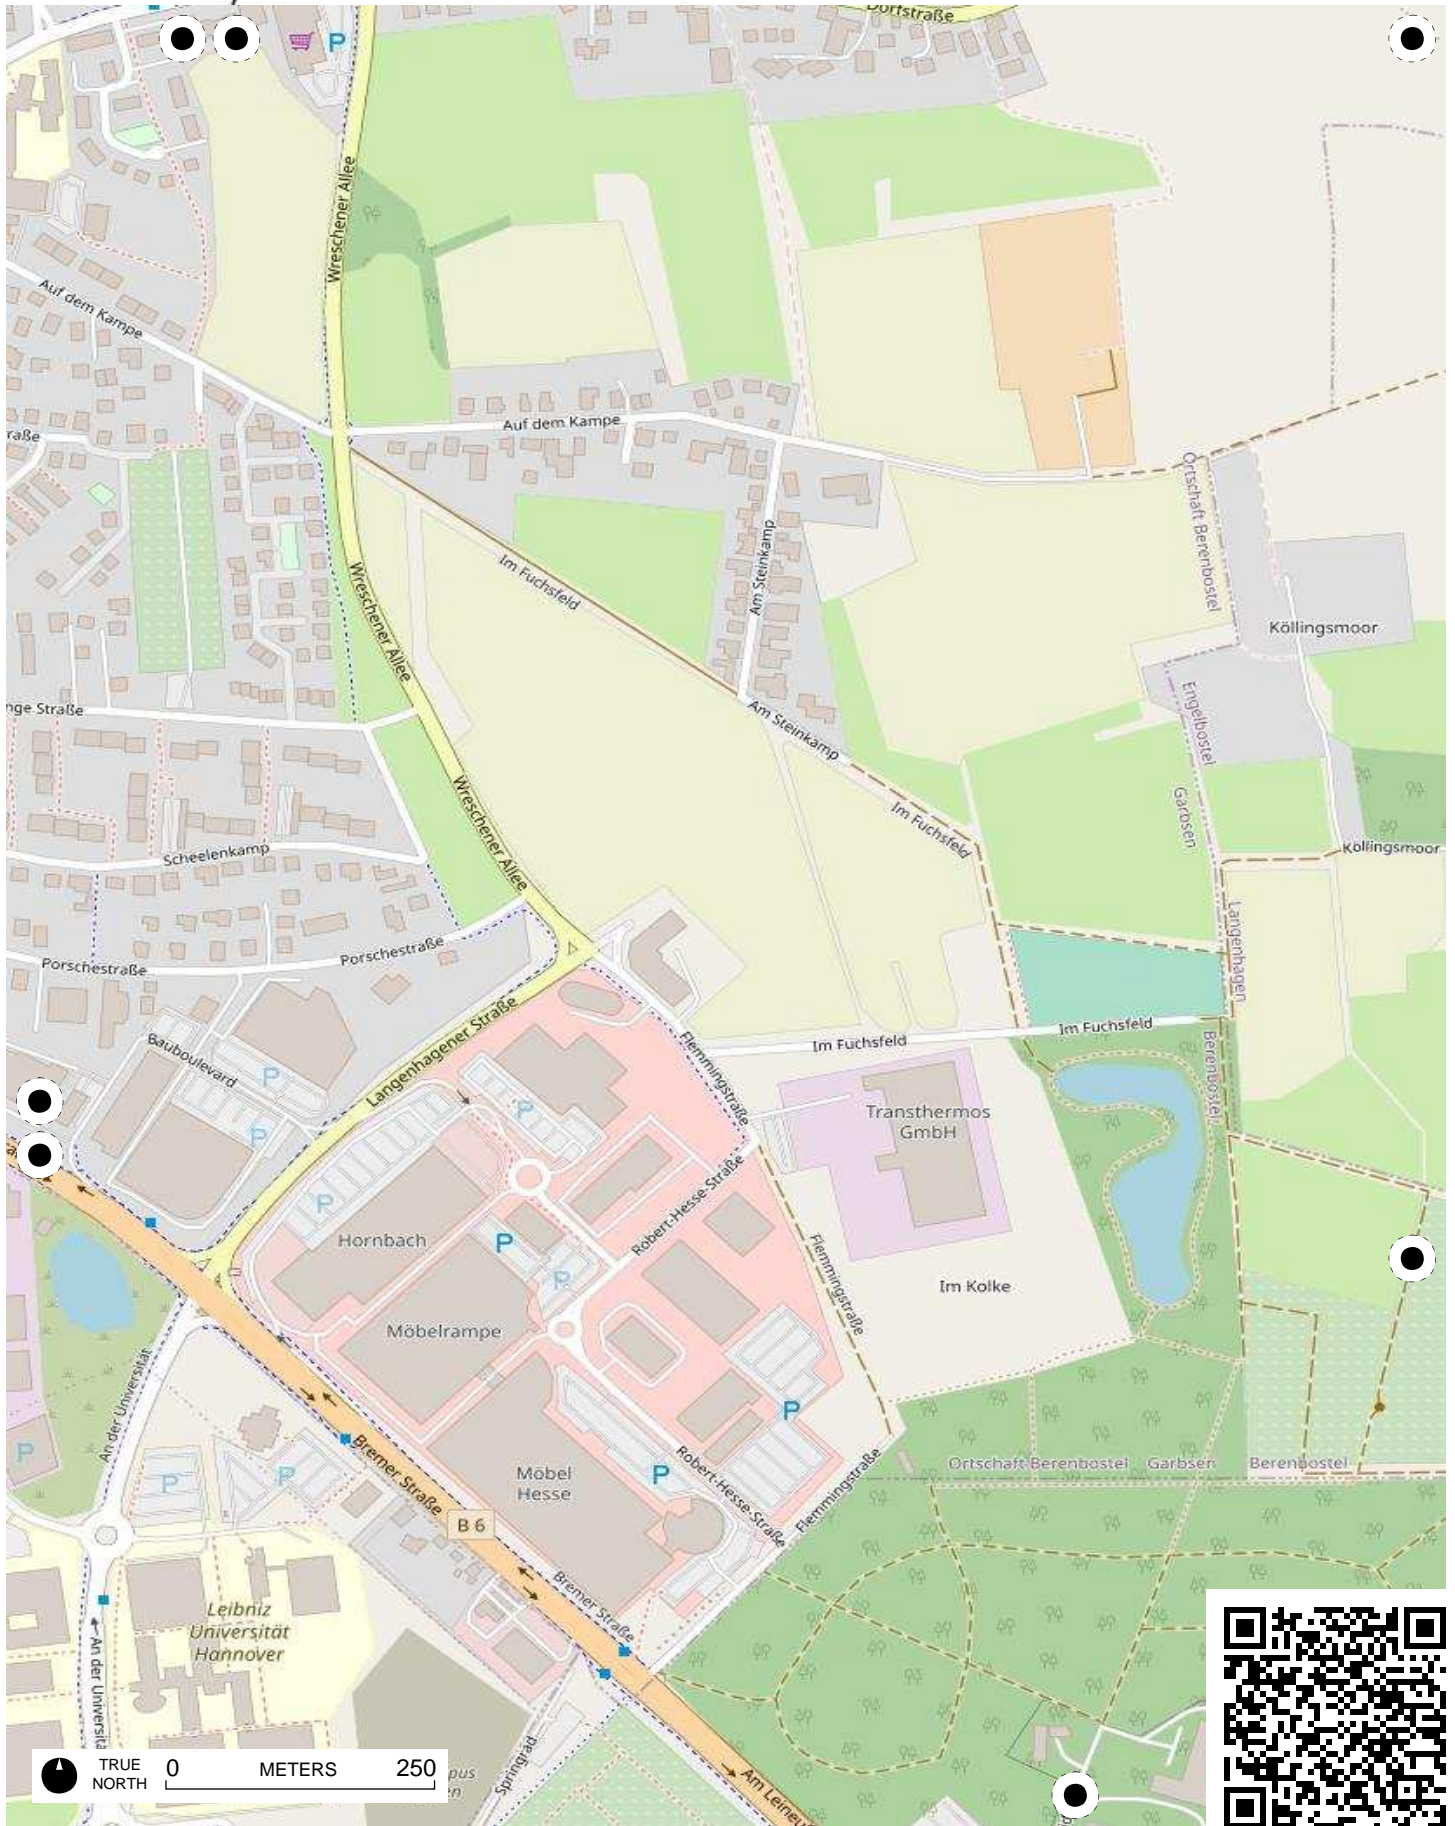 Dorfstraße
P
Wreschener Allee
Auf dem Kampe
Auf dem Kampe
raße
Ortschaft Berenbostel
Am Steinkamp
Im Fuchsfeld
Wreschener Allee
Köllingsmoor
Engelbostel
nge Straße
Am Steinkamp
Garbsen
Wreschener Allee
Im Fuchsfeld
Scheelenkamp
Köllingsmoor
Langenhagen
Porschestraße
Porschestraße
Langenhagener Straße
Flemmingstraße
Im Fuchsfeld
Im Fuchsfeld
Bauboulevard
Berenbostel
P
P
P
Transthermos
GmbH
Robert-Hesse-Straße
P
Hornbach
P
P
Flemmingstraße
Im Kolke
Möbelrampe
An der Universität
P
P
P
P
P
Bremer Straße
Möbel
Hesse
Robert-Hesse-Straße
Flemmingstraße
Ortschaft Berenbostel
Garbsen
Berenbostel
B 6
Bremer Straße
Leibniz
Universität
Hannover
An der Universitä
Springrad
Am Leineu
pus
en
TRUE
NORTH
0 METERS 250